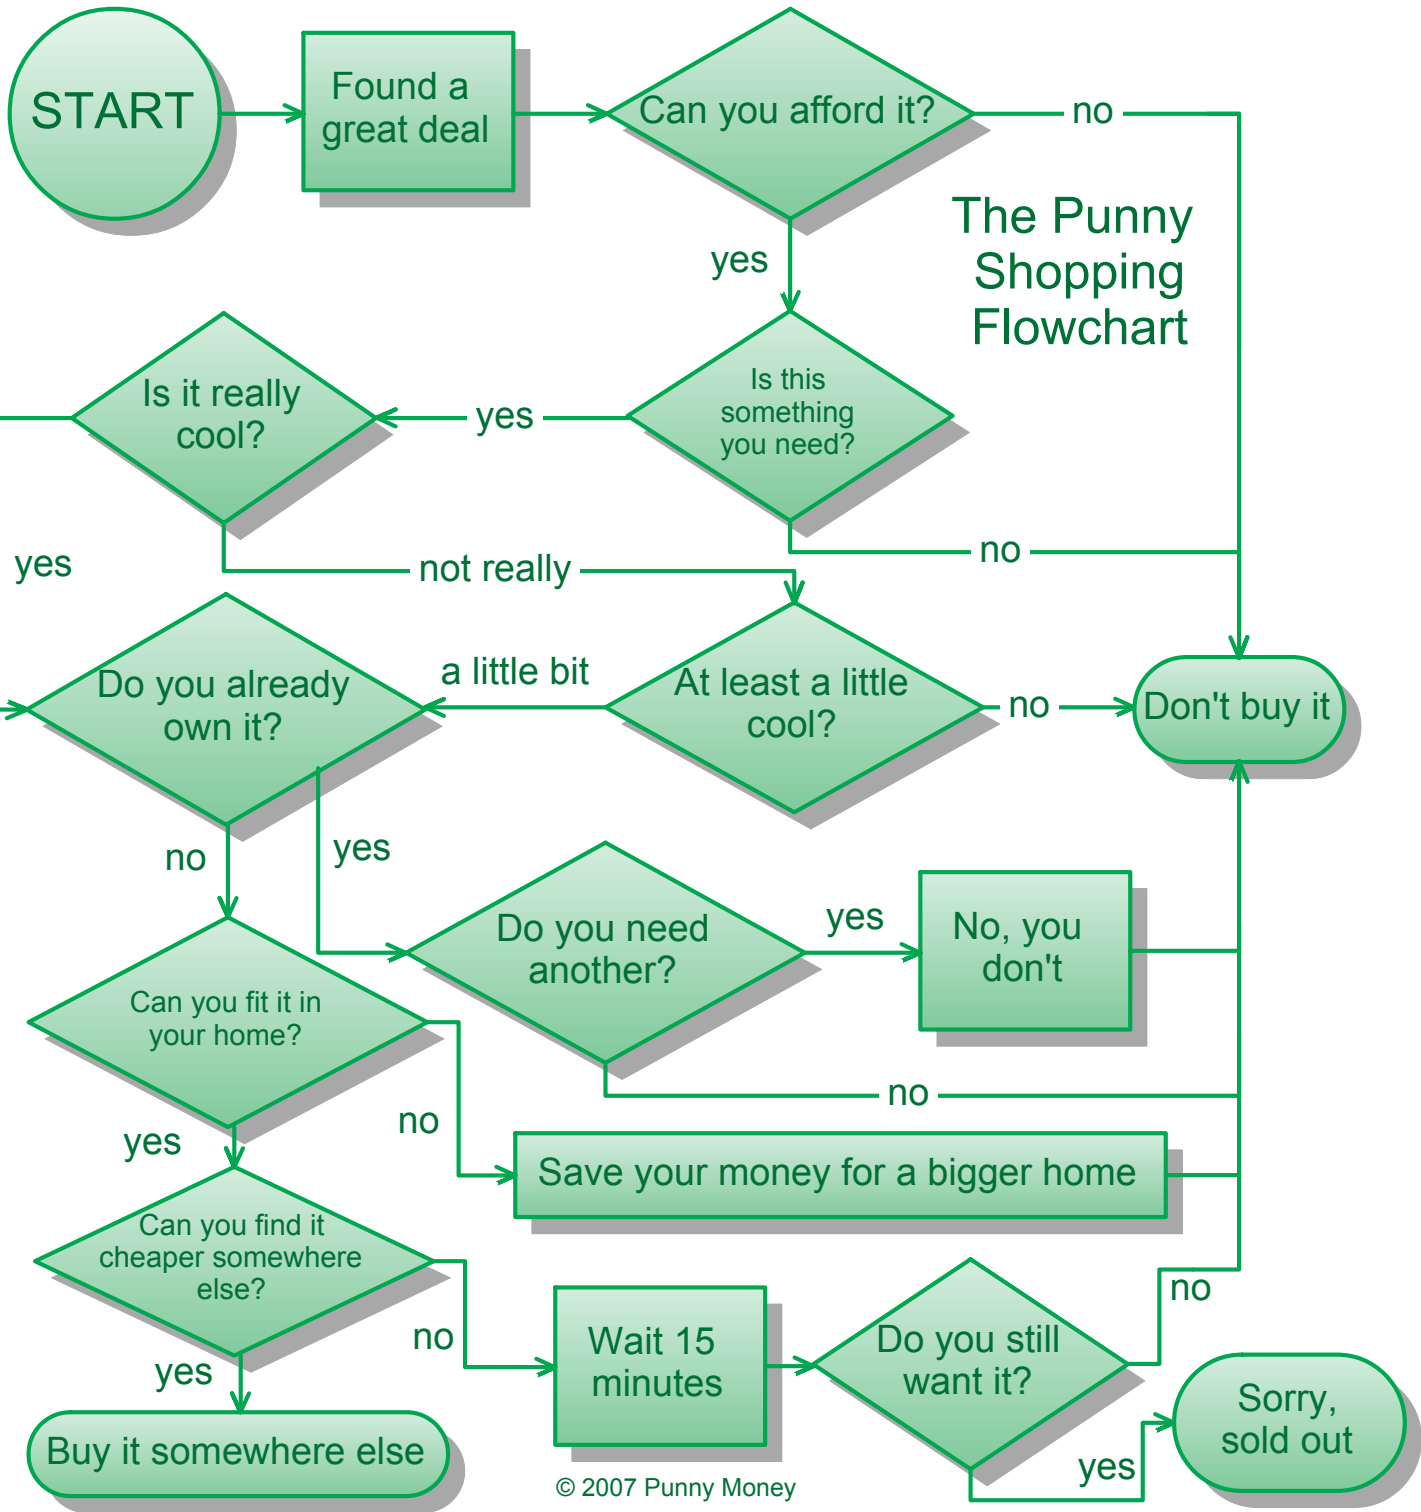 START
Found a
great deal
Can you afford it?
no
The Punny
Shopping
Flowchart
yes
Is it really
cool?
yes
Is this
something
you need?
yes
not really
no
Do you already
own it?
a little bit
At least a little
cool?
no
Don't buy it
no
yes
Do you need
another?
yes
No, you
don't
Can you fit it in
your home?
no
no
yes
Save your money for a bigger home
Can you find it
cheaper somewhere
else?
no
Wait 15
minutes
Do you still
want it?
no
yes
Buy it somewhere else
Sorry,
sold out
yes
© 2007 Punny Money